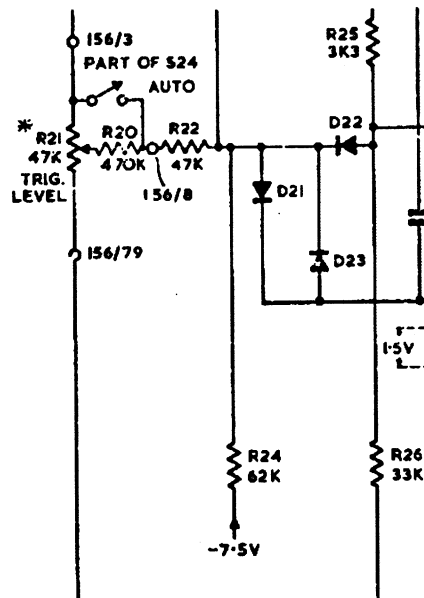 156/3
PART OF S24
AUTO
R25
3K3
*
R21
47K
R20
470K
R22
47K
D22
TRIG.
LEVEL
156/8
D21
156/79
D23
1·5V
R24
62K
R26
33K
-7·5V